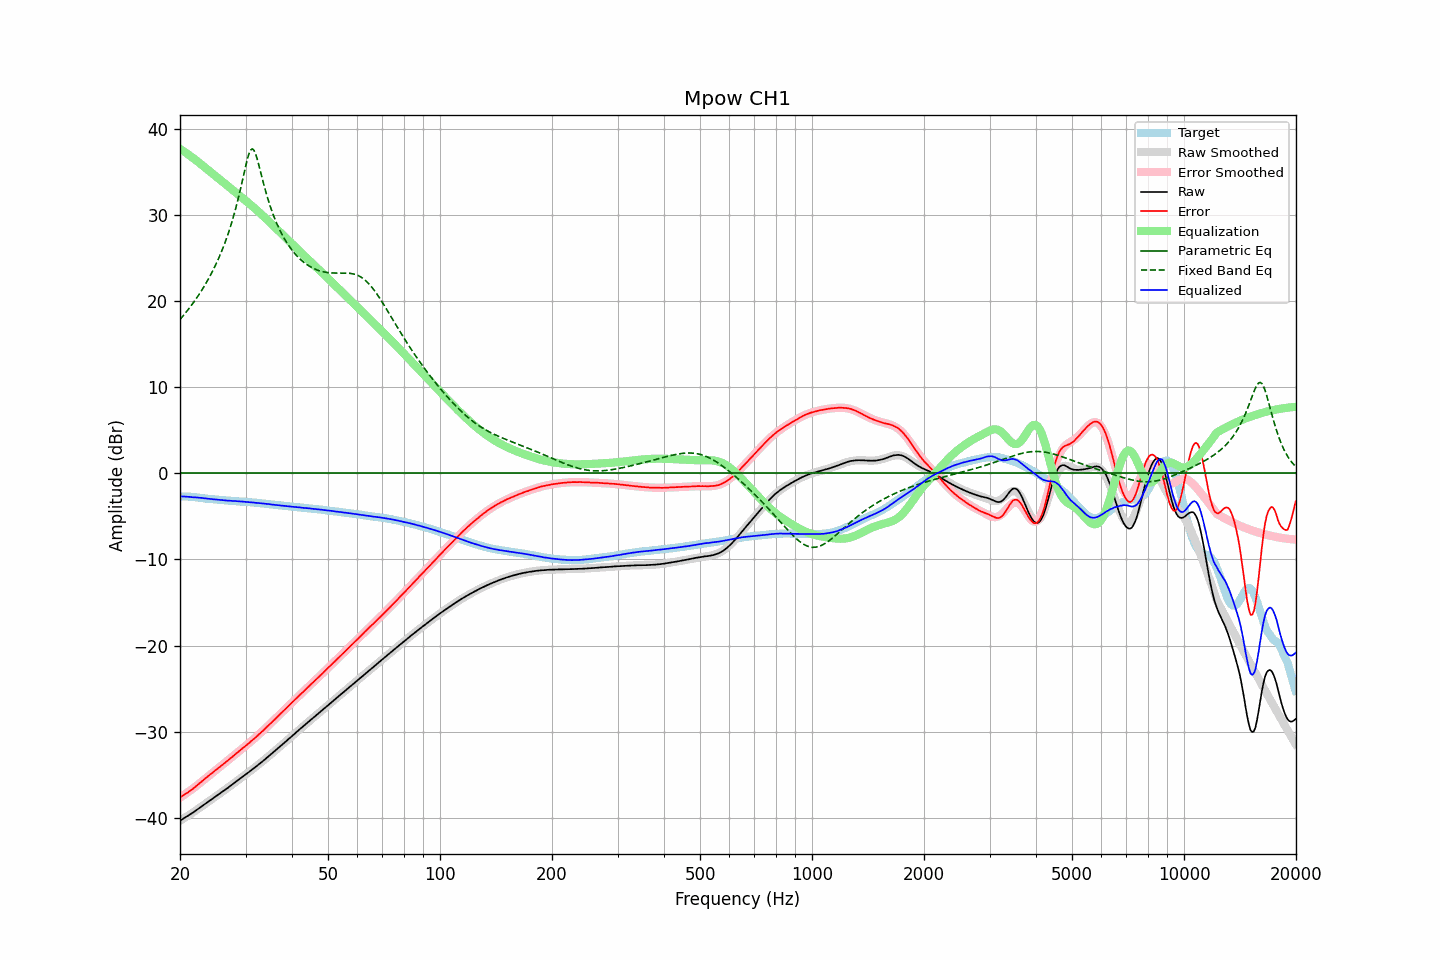 Mpow CH1
Amplitude (dBr)
40
30
20
10
0
−10
−20
−30
−40
Target
Raw Smoothed
Error Smoothed
Raw
Error
Equalization
Parametric Eq
Fixed Band Eq
Equalized
20 50 100 200 500 1000 2000 5000 10000 20000
Frequency (Hz)